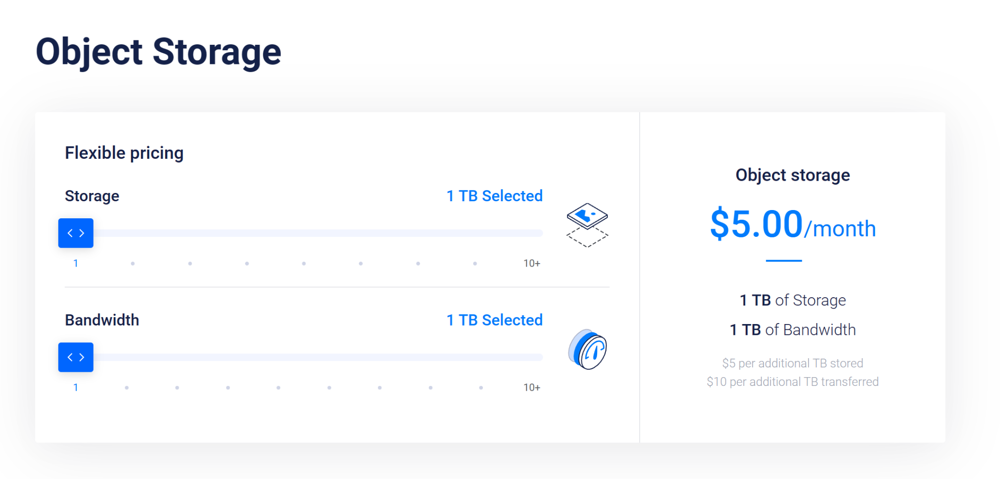 Object Storage
Flexible pricing
Storage
1 TB Selected
1
10+
Bandwidth
1 TB Selected
1
10+
Object storage
$5.00/month
1 TB of Storage
1 TB of Bandwidth
$5 per additional TB stored
$10 per additional TB transferred